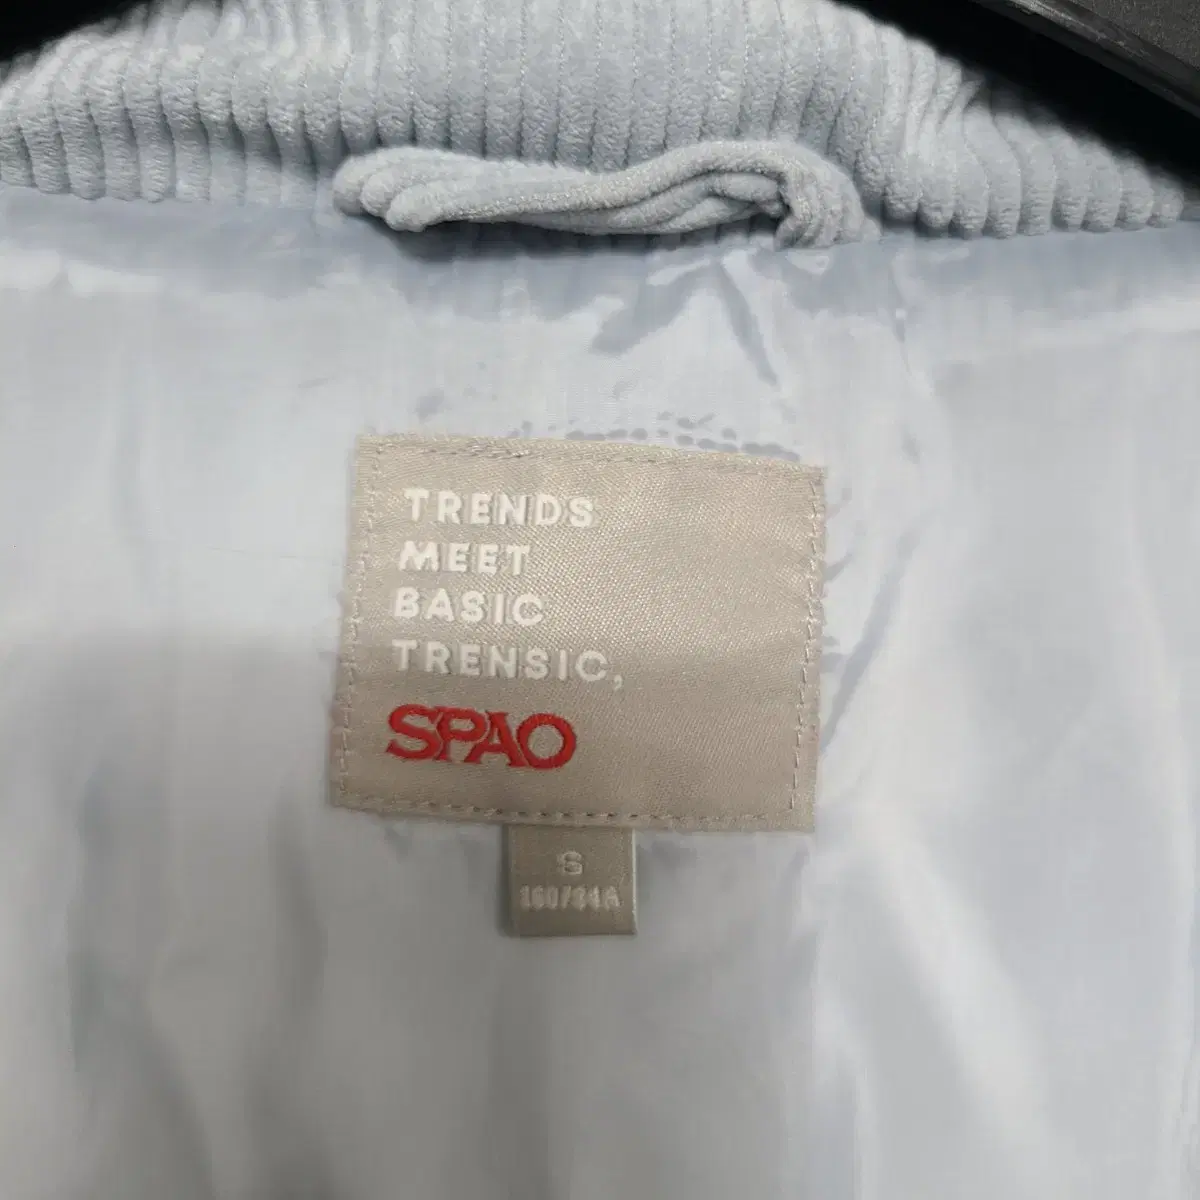 TRENDS
MEET
BASIC
TRENSIC,
SPAO
S
160/84A